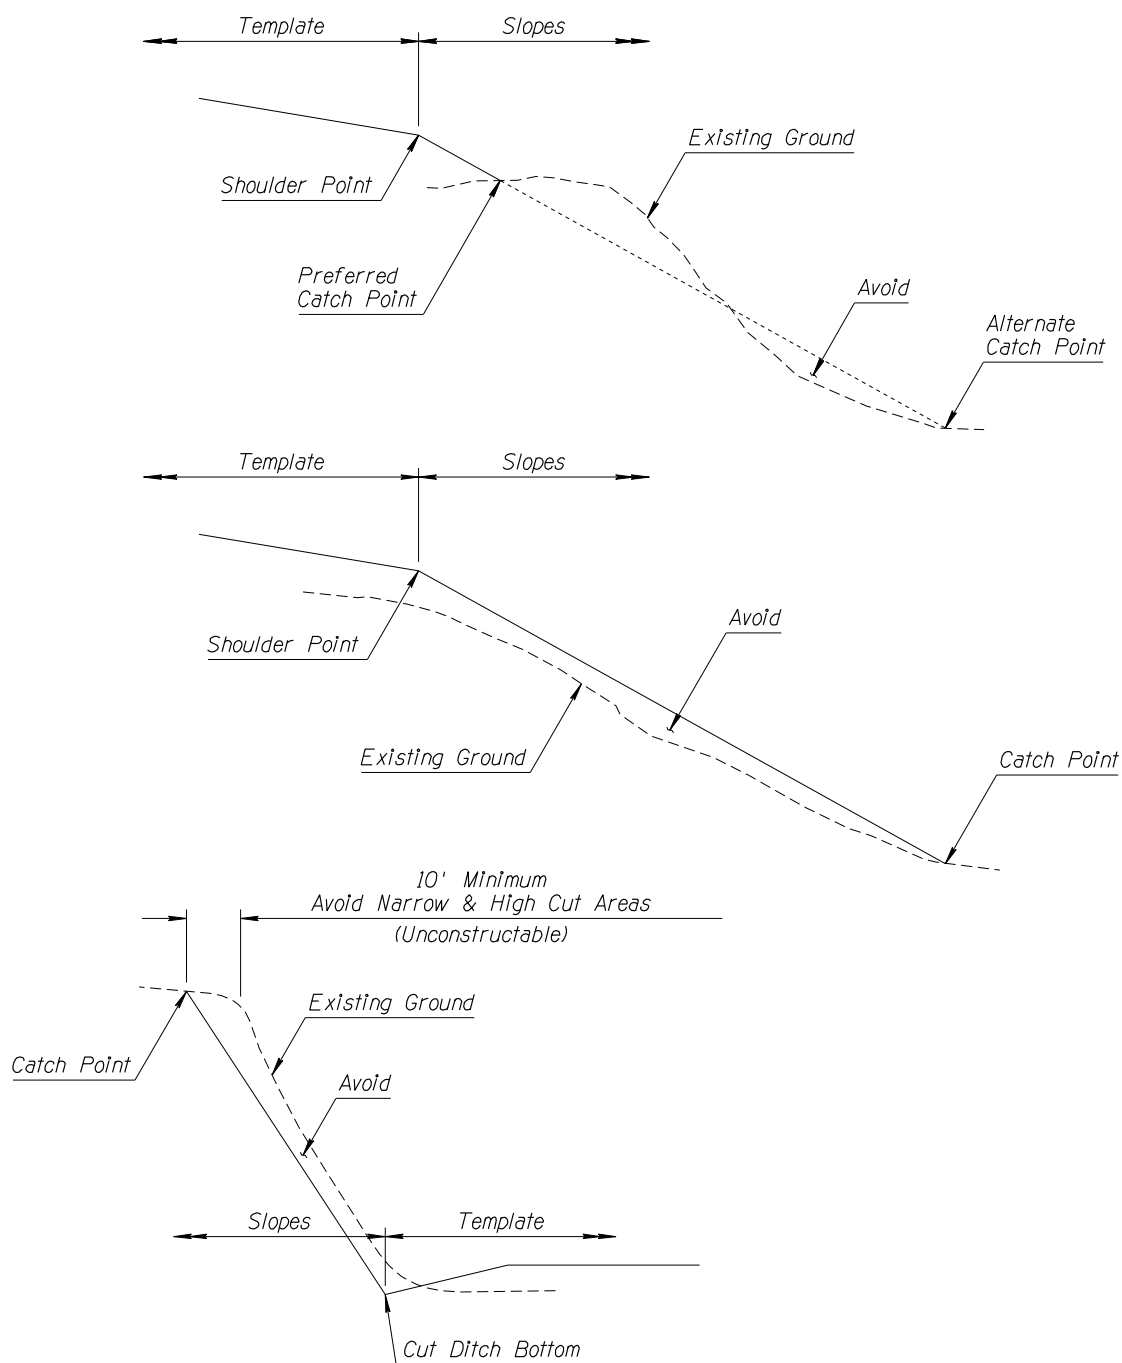 Template
Slopes
Existing Ground
Shoulder Point
Preferred
Catch Point
Avoid
Alternate
Catch Point
Template
Slopes
Avoid
Shoulder Point
Existing Ground
Catch Point
10' Minimum
Avoid Narrow & High Cut Areas
(Unconstructable)
Existing Ground
Catch Point
Avoid
Slopes
Template
Cut Ditch Bottom